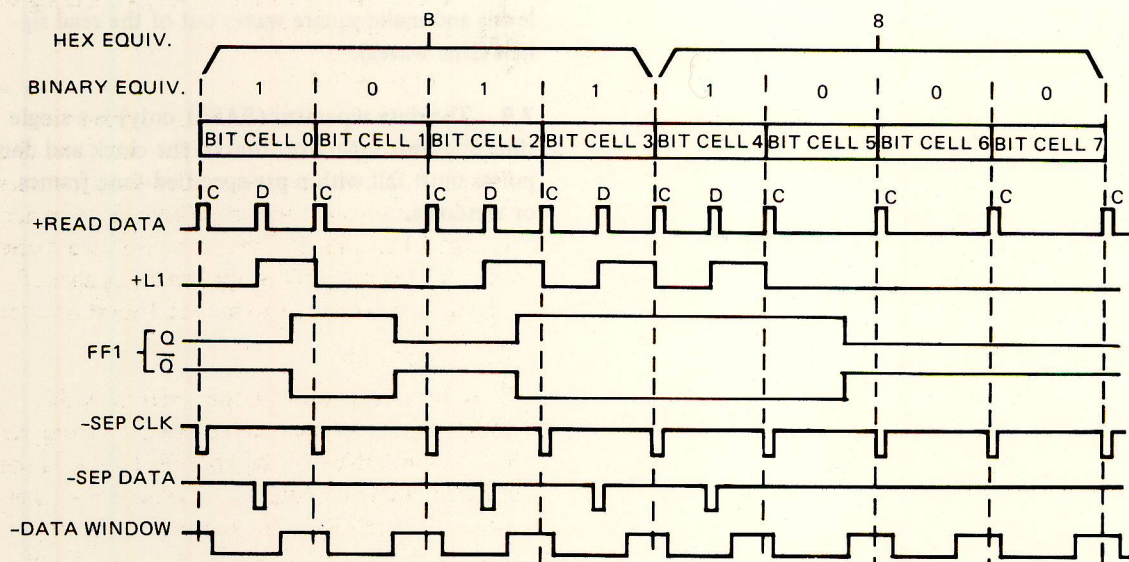 B 8
HEX EQUIV.
BINARY EQUIV. 1 0 1 1 1 0 0 0
BIT CELL 0 BIT CELL 1 BIT CELL 2 BIT CELL 3 BIT CELL 4 BIT CELL 5 BIT CELL 6 BIT CELL 7
C D C C D C D C D C C C C
+READ DATA
+L1
Q
FF1
Q̅
–SEP CLK
–SEP DATA
–DATA WINDOW